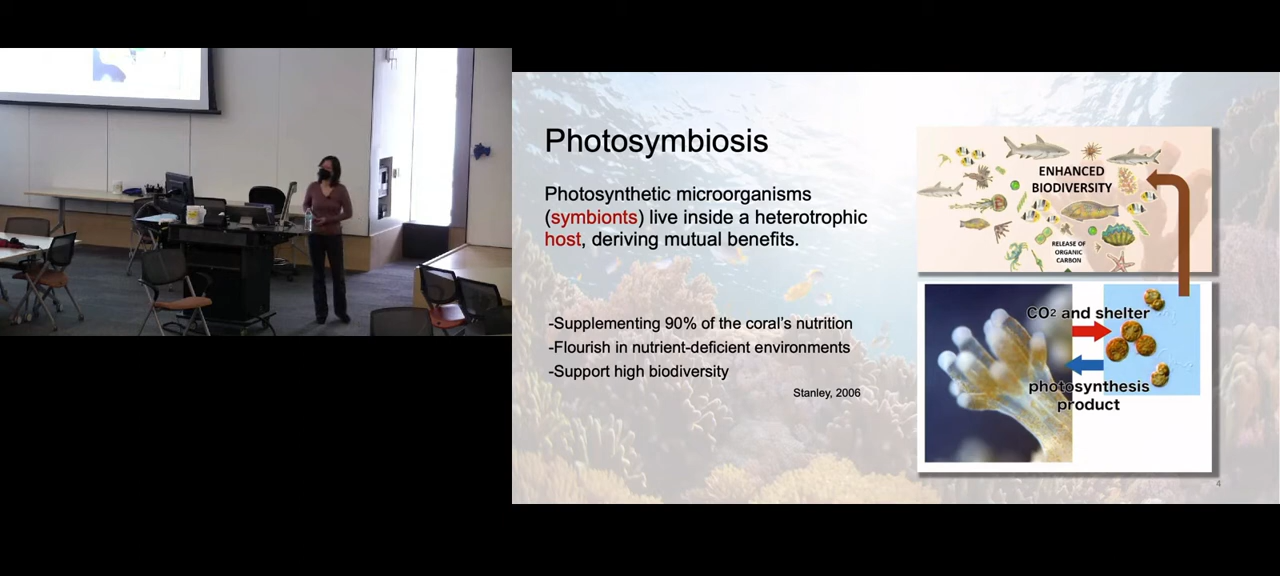 Photosymbiosis
Photosynthetic microorganisms
(symbionts) live inside a heterotrophic
host, deriving mutual benefits.
-Supplementing 90% of the coral's nutrition
-Flourish in nutrient-deficient environments
-Support high biodiversity
Stanley, 2006
ENHANCED
BIODIVERSITY
RELEASE OF
ORGANIC
CARBON
CO2 and shelter
photosynthesis
product
4